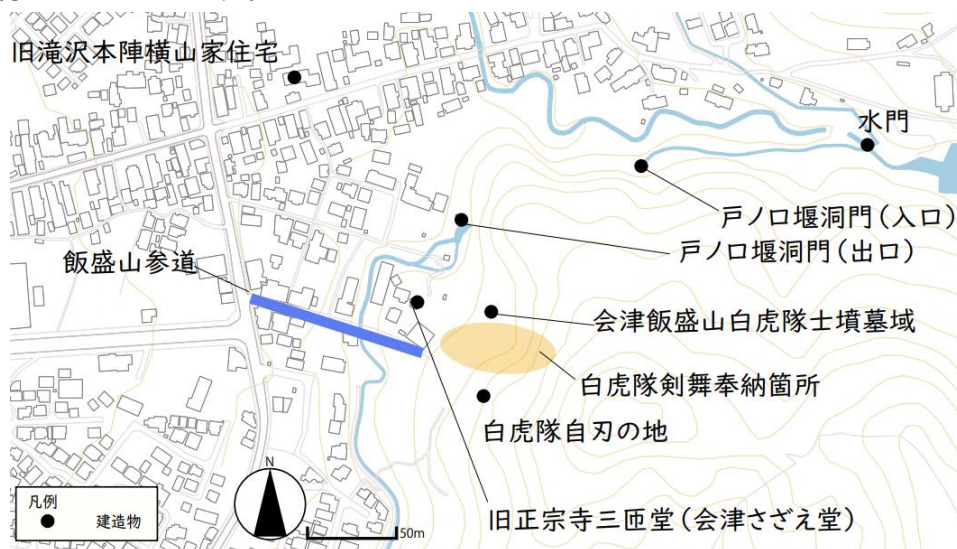 旧滝沢本陣横山家住宅
水門
戸ノ口堰洞門(入口)
戸ノ口堰洞門(出口)
飯盛山参道
会津飯盛山白虎隊士墳墓域
白虎隊剣舞奉納箇所
白虎隊自刃の地
旧正宗寺三匝堂(会津さざえ堂)
凡例
建造物
N
50m